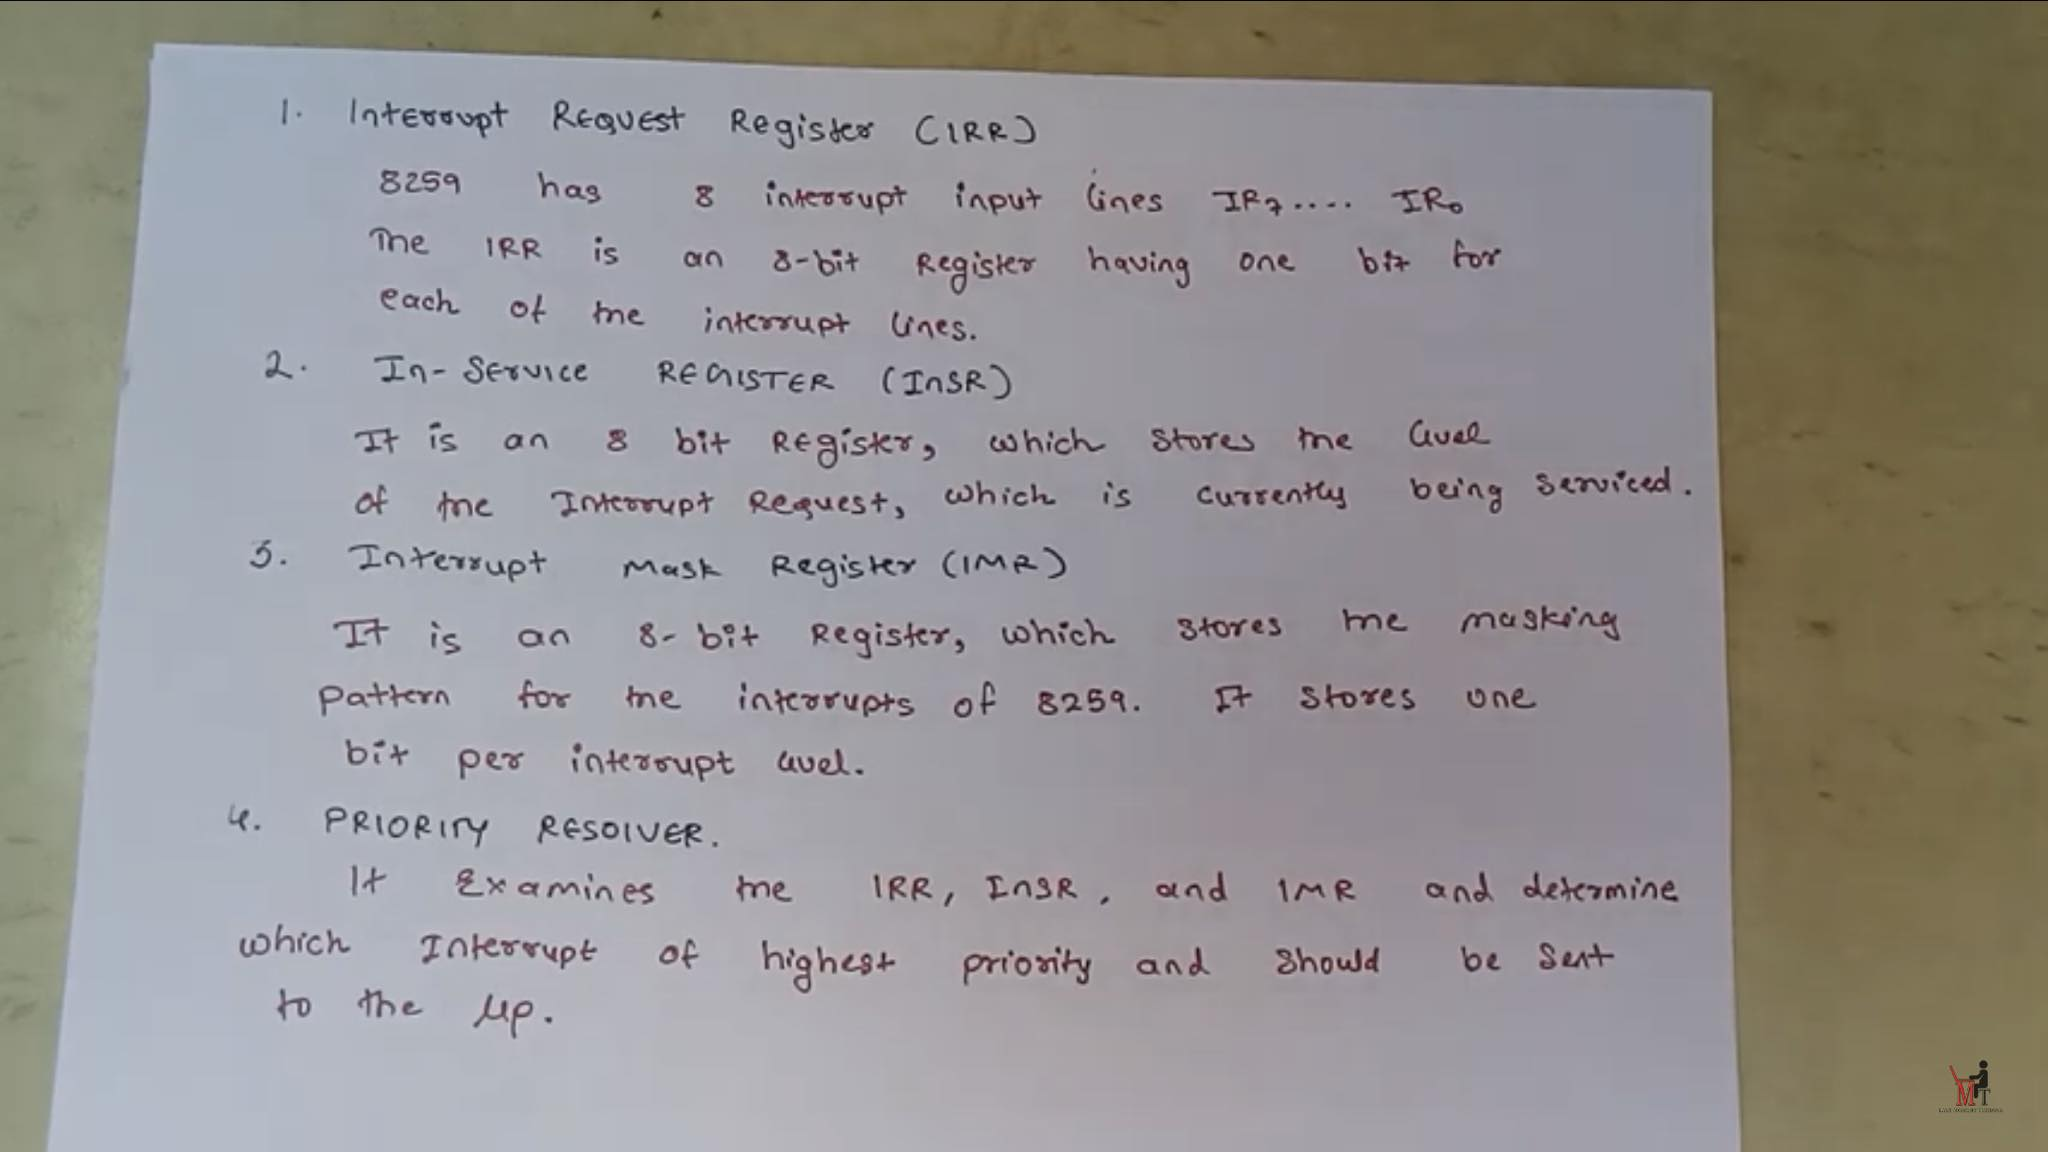 1. Interrupt Request Register (IRR)
8259 has 8 interrupt input lines IR7.... IR0
The IRR is an 8-bit Register having one bit for
each of the interrupt lines.
2. In-Service REGISTER (InSR)
It is an 8 bit Register, which stores the level
of the Interrupt Request, which is currently being serviced.
3. Interrupt Mask Register (IMR)
It is an 8-bit Register, which stores the masking
pattern for the interrupts of 8259. It stores one
bit per interrupt level.
4. PRIORITY RESOLVER.
It Examines the IRR, InSR, and IMR and determine
which Interrupt of highest priority and should be sent
to the μp.
MT